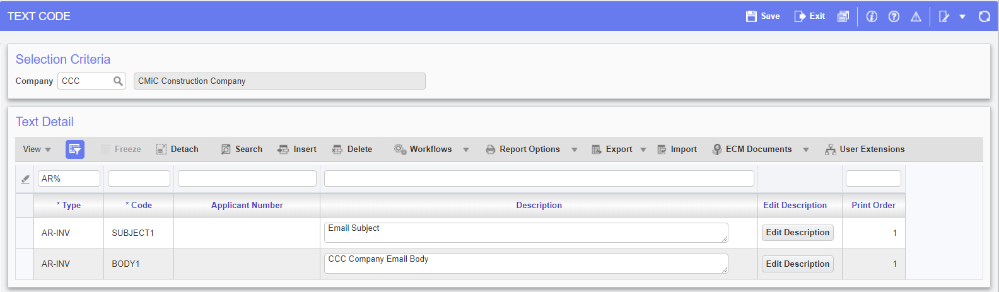 TEXT CODE Save Exit
Selection Criteria
Company CCC CMiC Construction Company
Text Detail
View Freeze Detach Search Insert Delete Workflows Report Options Export Import ECM Documents User Extensions
AR%
* Type * Code Applicant Number Description Edit Description Print Order
AR-INV SUBJECT1 Email Subject Edit Description 1
AR-INV BODY1 CCC Company Email Body Edit Description 1